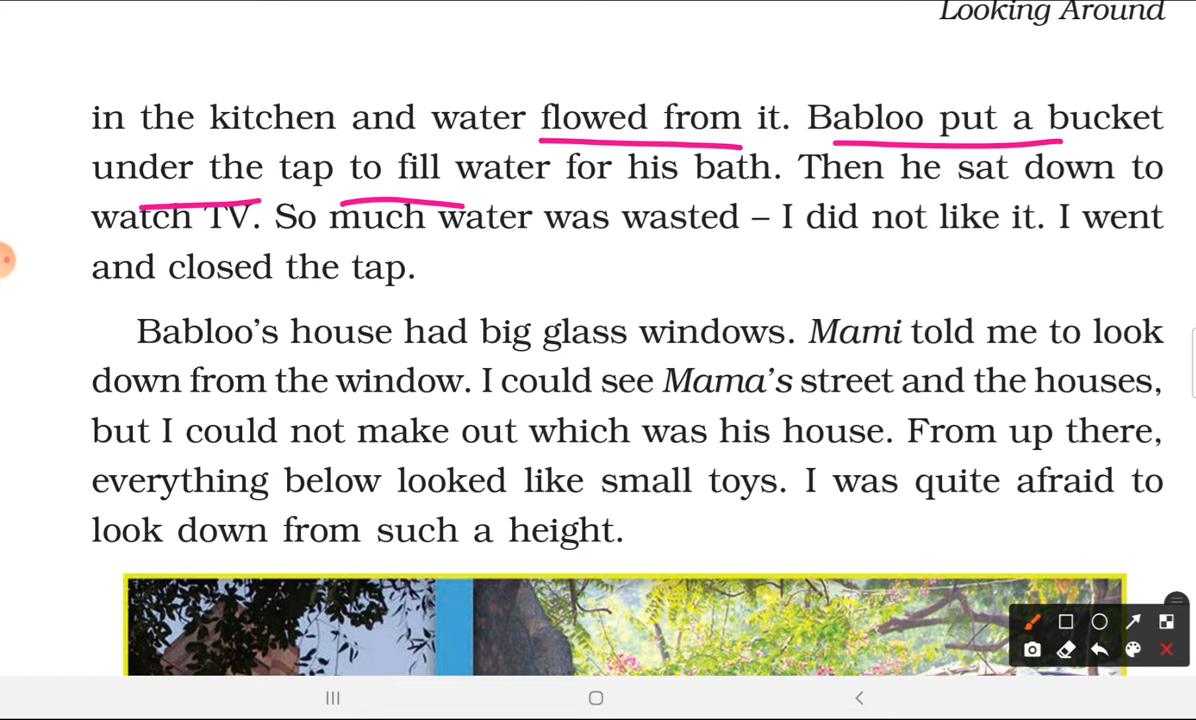 Looking Around
in the kitchen and water flowed from it. Babloo put a bucket
under the tap to fill water for his bath. Then he sat down to
watch TV. So much water was wasted – I did not like it. I went
and closed the tap.
Babloo's house had big glass windows. Mami told me to look
down from the window. I could see Mama's street and the houses,
but I could not make out which was his house. From up there,
everything below looked like small toys. I was quite afraid to
look down from such a height.